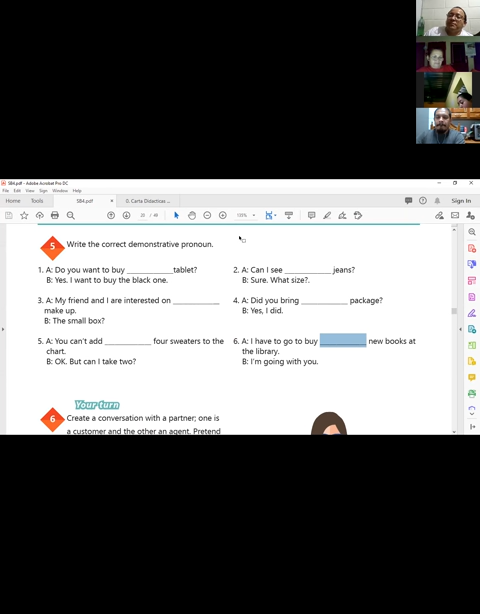 SB4.pdf - Adobe Acrobat Pro DC
File Edit View Sign Window Help
Home Tools SB4.pdf × 0. Carta Didacticas ... Sign In
20 / 49 133%
5 Write the correct demonstrative pronoun.
1. A: Do you want to buy ____________tablet?
B: Yes. I want to buy the black one.
2. A: Can I see ____________ jeans?
B: Sure. What size?.
3. A: My friend and I are interested on ____________
make up.
B: The small box?
4. A: Did you bring ____________ package?
B: Yes, I did.
5. A: You can't add ____________ four sweaters to the
chart.
B: OK. But can I take two?
6. A: I have to go to buy ____________ new books at
the library.
B: I'm going with you.
Your turn
6 Create a conversation with a partner; one is
a customer and the other an agent. Pretend